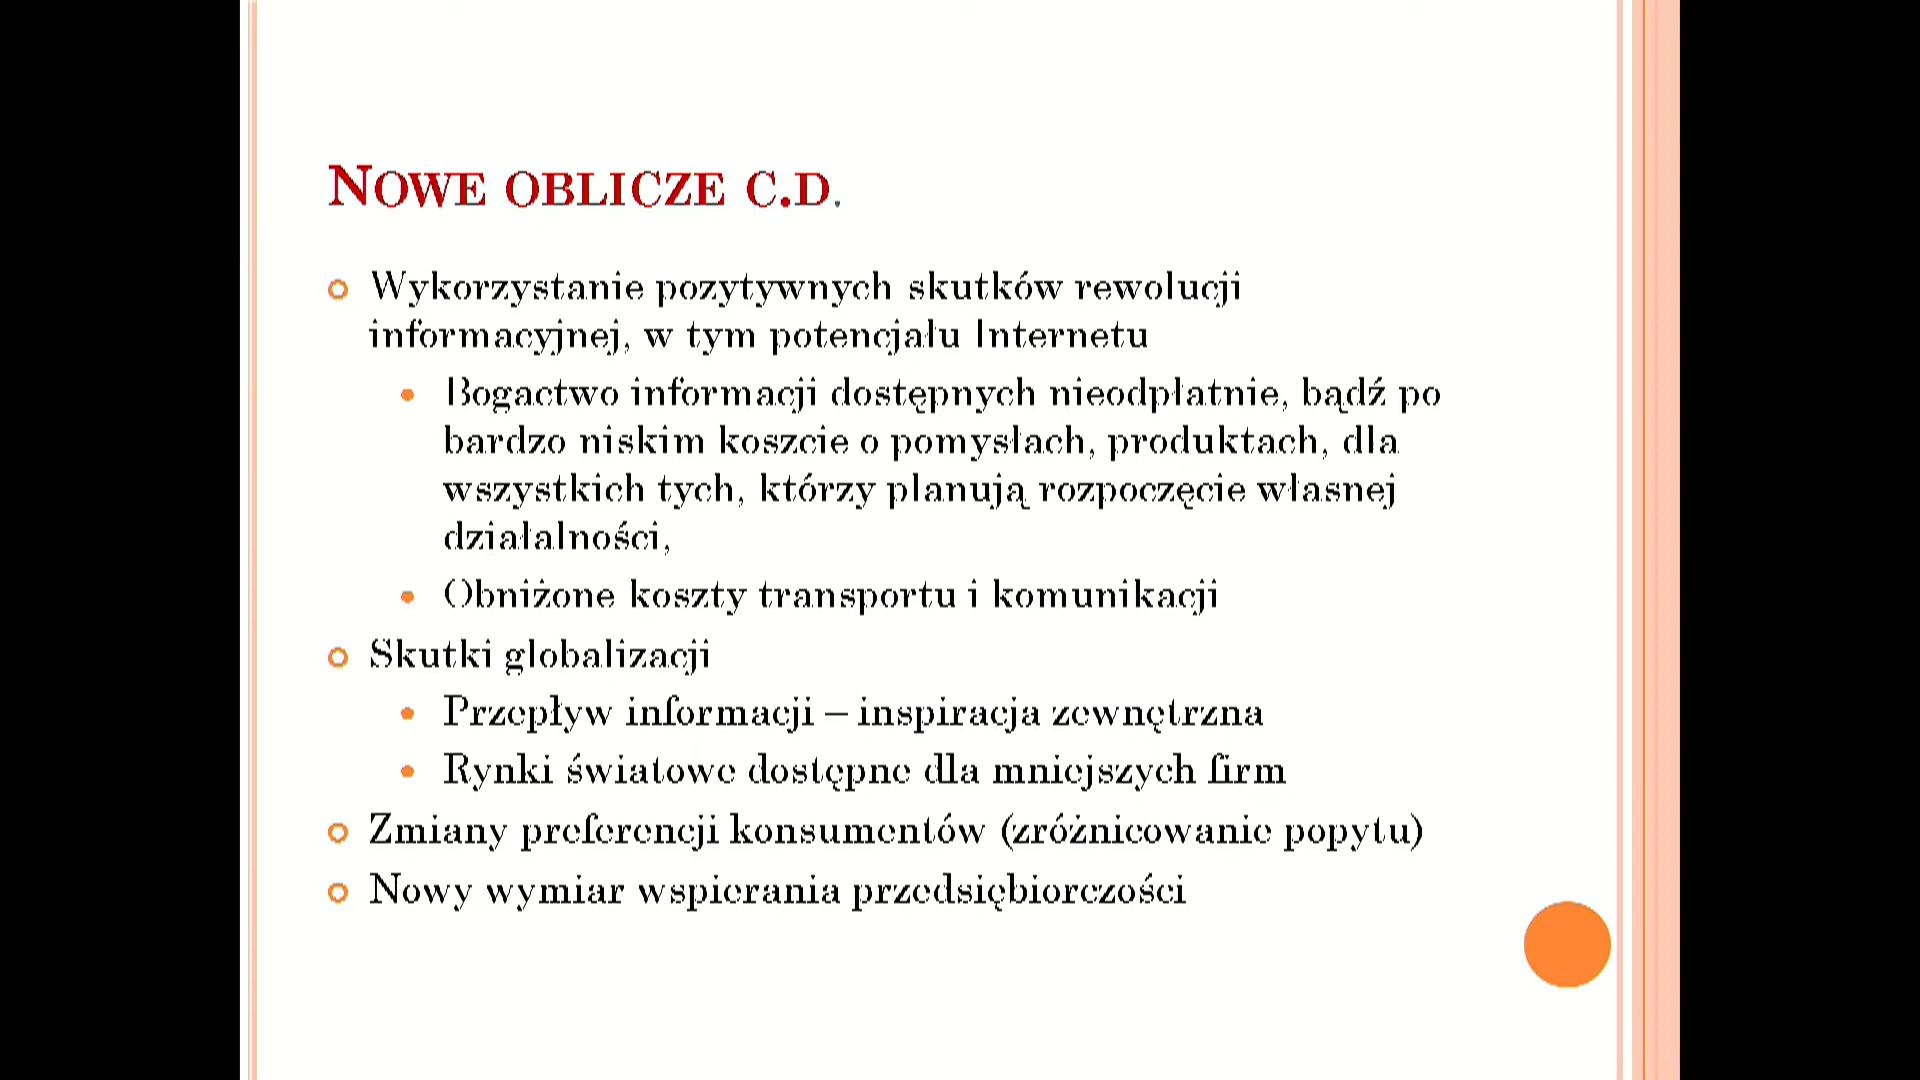 Nowe oblicze c.d.
Wykorzystanie pozytywnych skutków rewolucji
informacyjnej, w tym potencjału Internetu
Bogactwo informacji dostępnych nieodpłatnie, bądź po
bardzo niskim koszcie o pomysłach, produktach, dla
wszystkich tych, którzy planują rozpoczęcie własnej
działalności,
Obniżone koszty transportu i komunikacji
Skutki globalizacji
Przepływ informacji – inspiracja zewnętrzna
Rynki światowe dostępne dla mniejszych firm
Zmiany preferencji konsumentów (zróżnicowanie popytu)
Nowy wymiar wspierania przedsiębiorczości